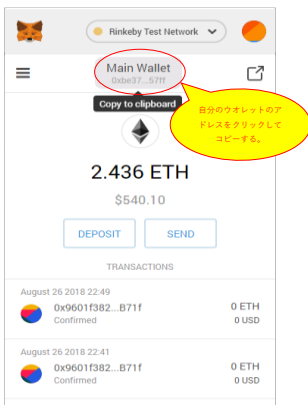 Rinkeby Test Network
Main Wallet
0xbe37...57ff
Copy to clipboard
自分のウオレットのア
ドレスをクリックして
コピーする。
2.436 ETH
$540.10
DEPOSIT
SEND
TRANSACTIONS
August 26 2018 22:49
0x9601f382...B71f
0 ETH
Confirmed
0 USD
August 26 2018 22:41
0x9601f382...B71f
0 ETH
Confirmed
0 USD